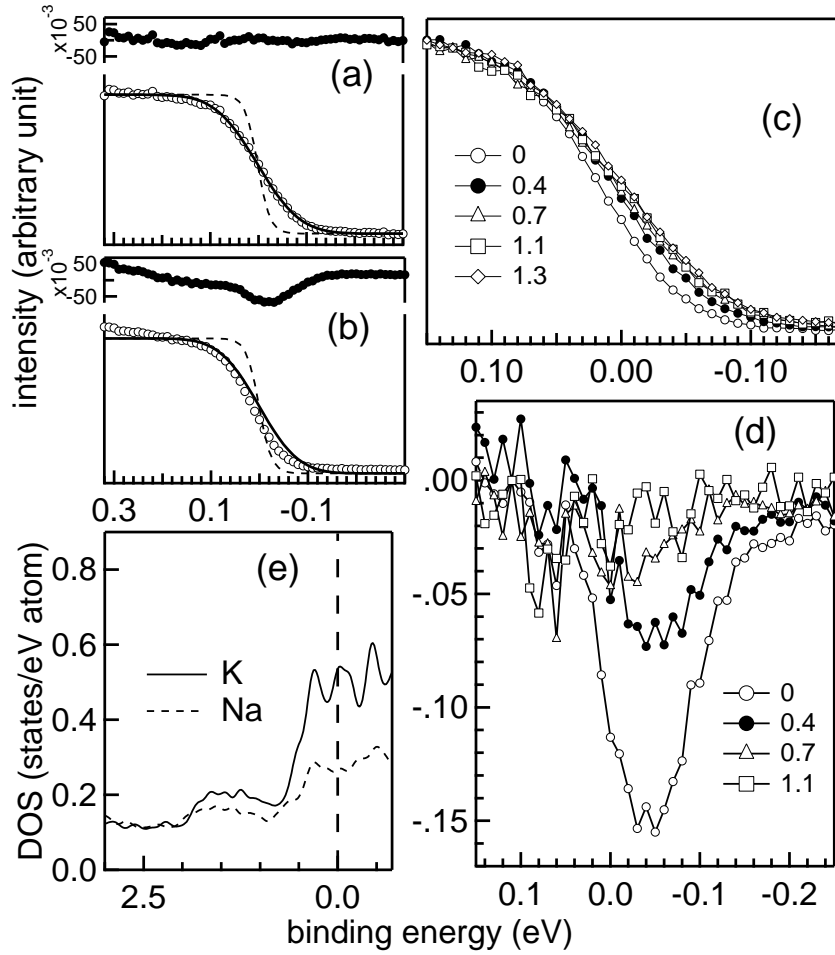 intensity (arbitrary unit)
50
-50
x10⁻³
(a)
50
-50
x10⁻³
(b)
0.3
0.1
-0.1
(c)
0
0.4
0.7
1.1
1.3
0.10
0.00
-0.10
(d)
.00
-.05
-.10
-.15
0
0.4
0.7
1.1
0.1
0.0
-0.1
-0.2
(e)
DOS (states/eV atom)
0.8
0.6
0.4
0.2
0.0
K
Na
2.5
0.0
binding energy (eV)